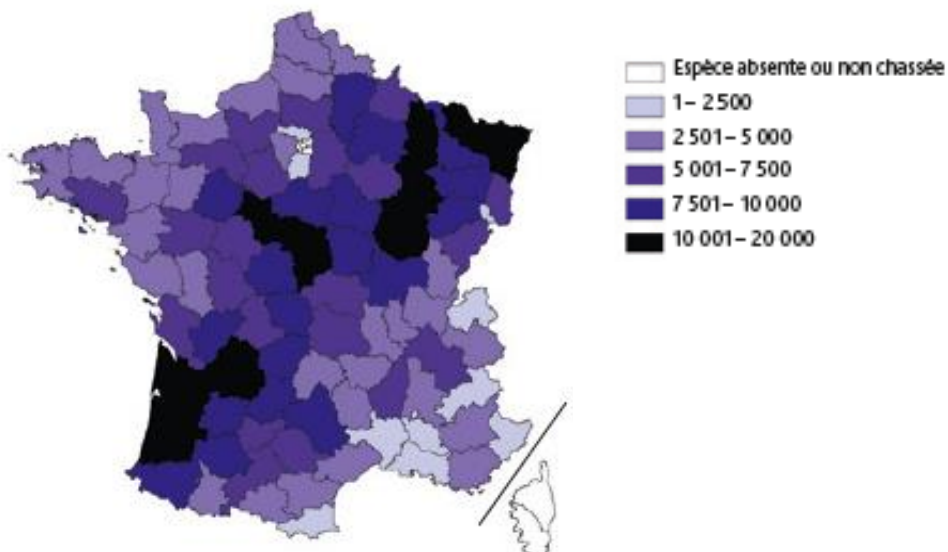 Espèce absente ou non chassée
1– 2 500
2 501– 5 000
5 001– 7 500
7 501– 10 000
10 001– 20 000